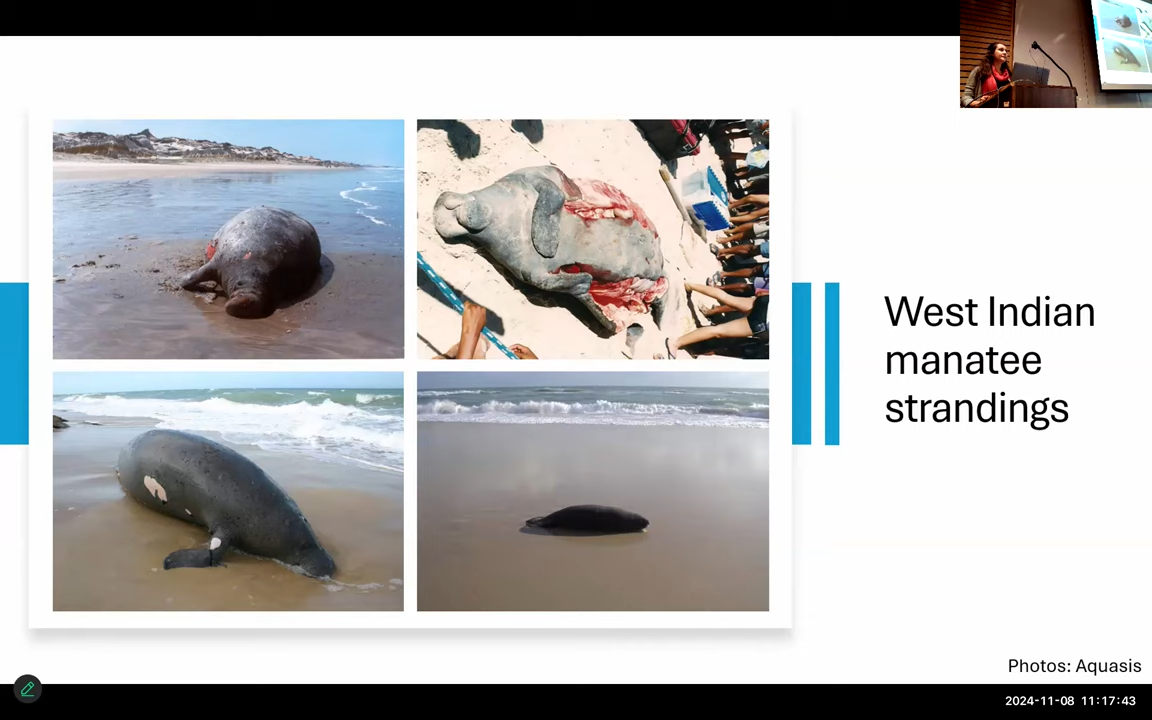 West Indian
manatee
strandings
Photos: Aquasis
2024-11-08 11:17:43